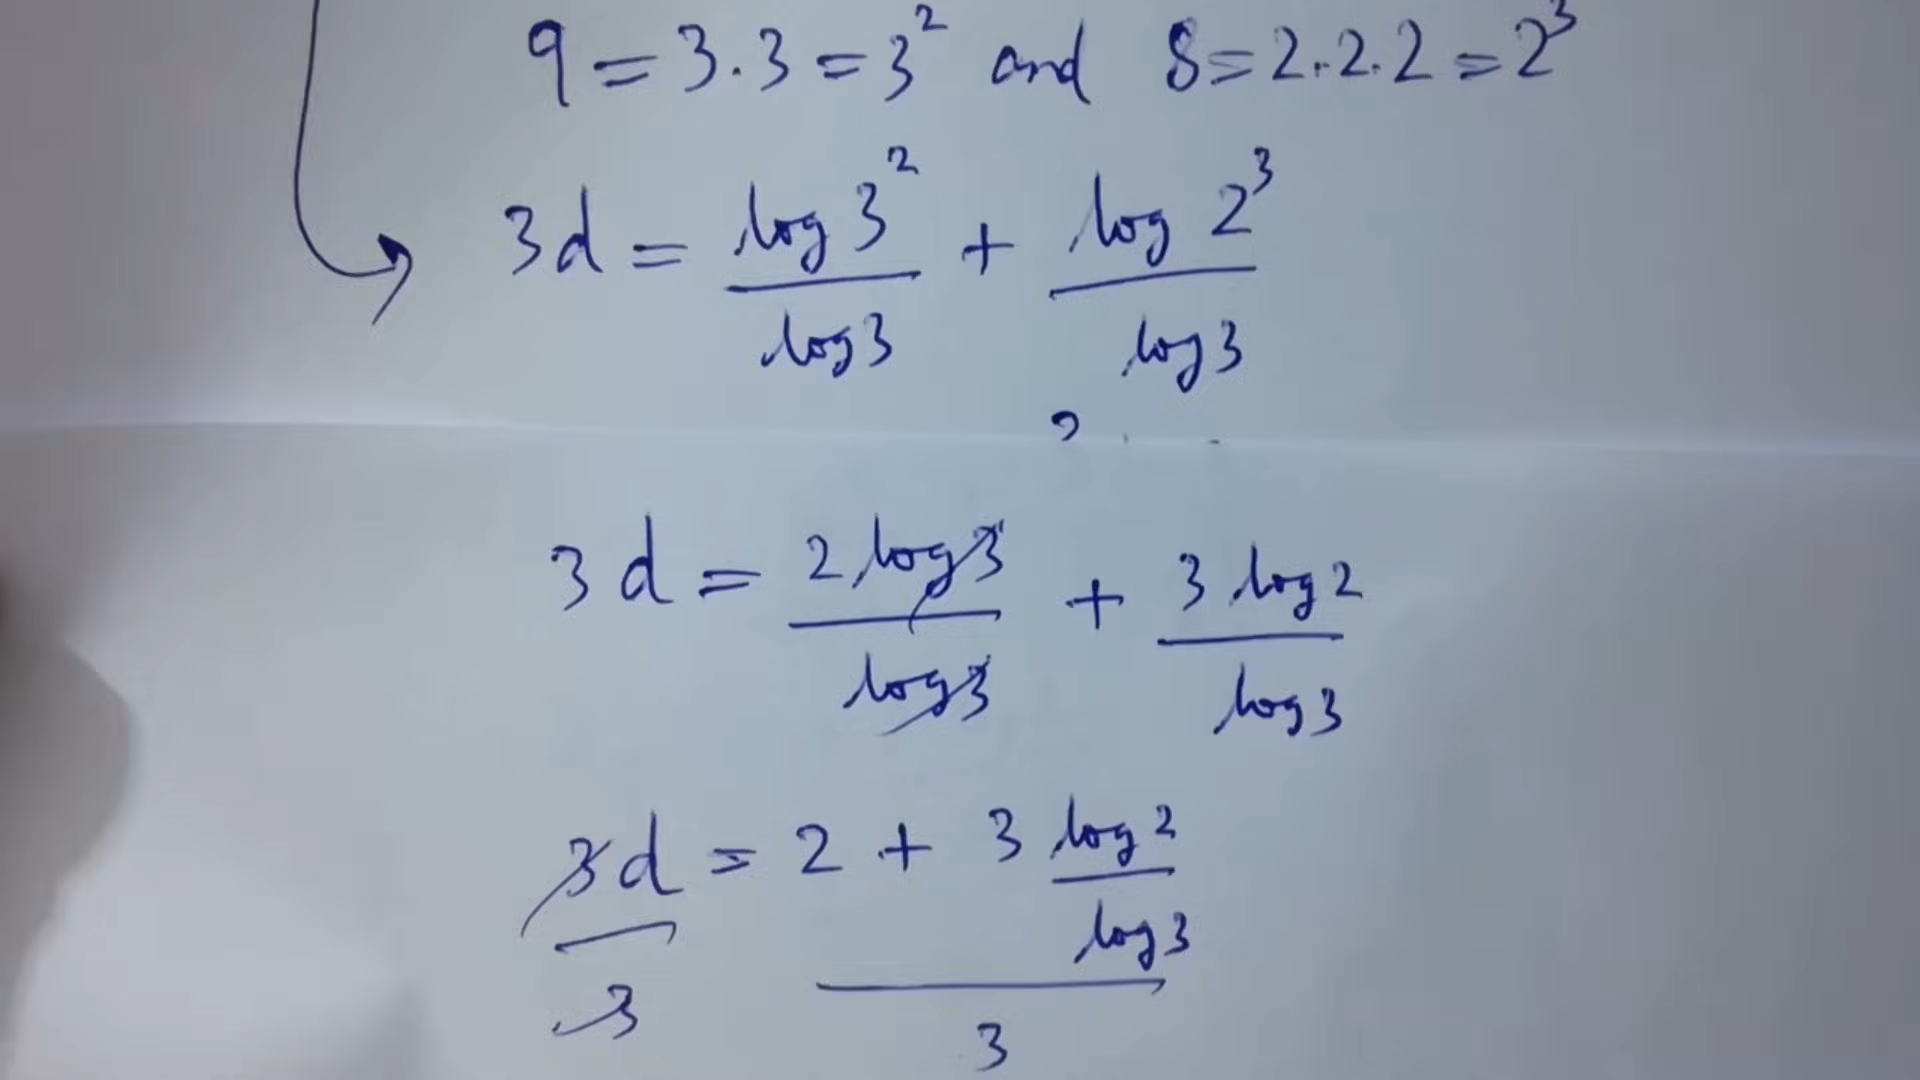 9 = 3.3 = 3² and 8 = 2.2.2 = 2³
3d = log 3² / log 3 + log 2³ / log 3
3d = 2 log 3 / log 3 + 3 log 2 / log 3
3d / 3 = 2 + 3 log 2 / log 3 / 3